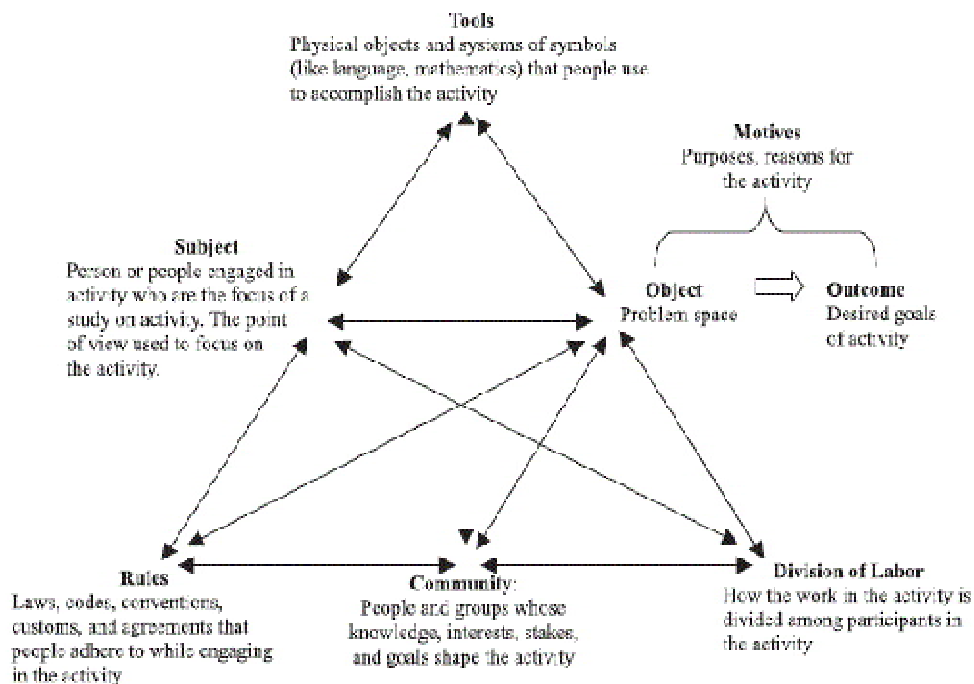 Tools
Physical objects and systems of symbols
(like language, mathematics) that people use
to accomplish the activity
Motives
Purposes, reasons for
the activity
Subject
Person or people engaged in
activity who are the focus of a
study on activity. The point
of view used to focus on
the activity.
Object
Problem space
Outcome
Desired goals
of activity
Rules
Laws, codes, conventions,
customs, and agreements that
people adhere to while engaging
in the activity
Community:
People and groups whose
knowledge, interests, stakes,
and goals shape the activity
Division of Labor
How the work in the activity is
divided among participants in
the activity